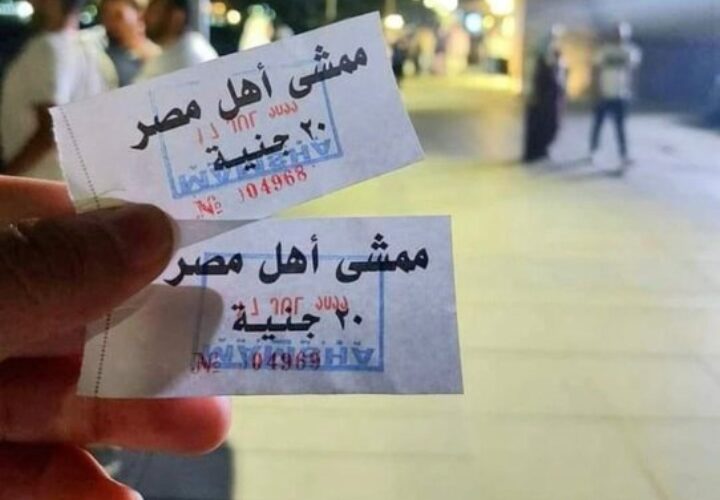 ممشى أهل مصر
٢٠ جنية
№ 104968
ممشى أهل مصر
٢٠ جنية
№ 104969